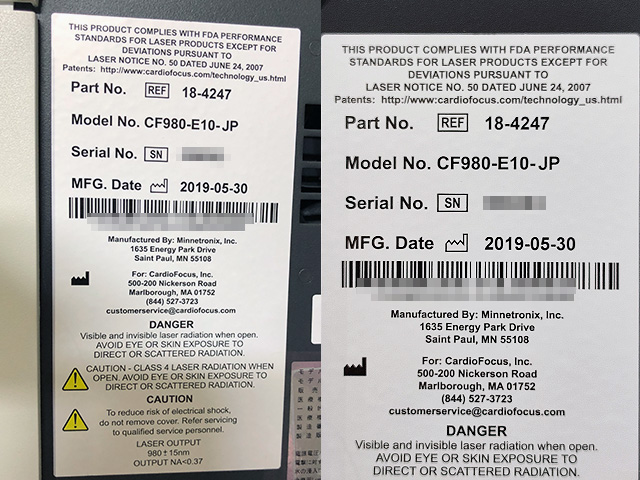 THIS PRODUCT COMPLIES WITH FDA PERFORMANCE
STANDARDS FOR LASER PRODUCTS EXCEPT FOR
DEVIATIONS PURSUANT TO
LASER NOTICE NO. 50 DATED JUNE 24, 2007
Patents: http://www.cardiofocus.com/technology_us.html
Part No. REF 18-4247
Model No. CF980-E10-JP
Serial No. SN
MFG. Date 2019-05-30
Manufactured By: Minnetronix, Inc.
1635 Energy Park Drive
Saint Paul, MN 55108
For: CardioFocus, Inc.
500-200 Nickerson Road
Marlborough, MA 01752
(844) 527-3723
customerservice@cardiofocus.com
DANGER
Visible and invisible laser radiation when open.
AVOID EYE OR SKIN EXPOSURE TO
DIRECT OR SCATTERED RADIATION.
CAUTION - CLASS 4 LASER RADIATION WHEN
OPEN. AVOID EYE OR SKIN EXPOSURE TO
DIRECT OR SCATTERED RADIATION.
CAUTION
To reduce risk of electrical shock,
do not remove cover. Refer servicing
to qualified service personnel.
LASER OUTPUT
980 ± 15nm
OUTPUT NA<0.37
THIS PRODUCT COMPLIES WITH FDA PERFORMANCE
STANDARDS FOR LASER PRODUCTS EXCEPT FOR
DEVIATIONS PURSUANT TO
LASER NOTICE NO. 50 DATED JUNE 24, 2007
Patents: http://www.cardiofocus.com/technology_us.html
Part No. REF 18-4247
Model No. CF980-E10-JP
Serial No. SN
MFG. Date 2019-05-30
Manufactured By: Minnetronix, Inc.
1635 Energy Park Drive
Saint Paul, MN 55108
For: CardioFocus, Inc.
500-200 Nickerson Road
Marlborough, MA 01752
(844) 527-3723
customerservice@cardiofocus.com
DANGER
Visible and invisible laser radiation when open.
AVOID EYE OR SKIN EXPOSURE TO
DIRECT OR SCATTERED RADIATION.